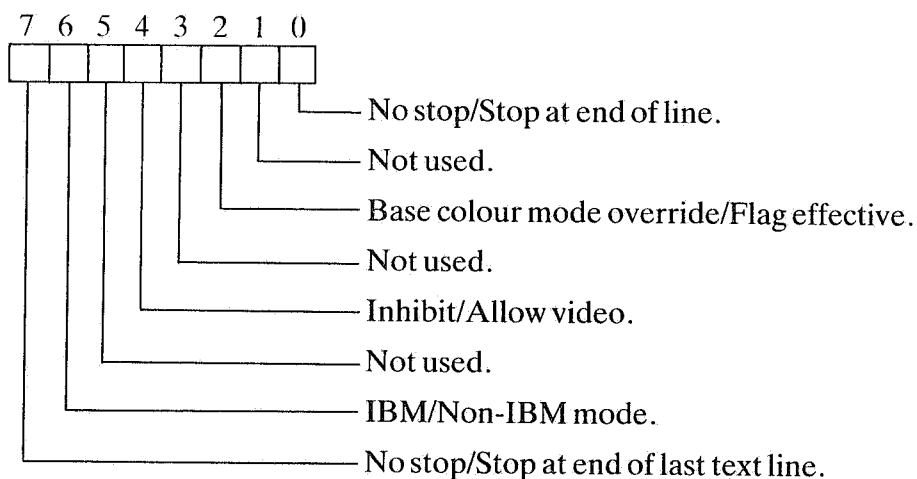 7 6 5 4 3 2 1 0
No stop/Stop at end of line.
Not used.
Base colour mode override/Flag effective.
Not used.
Inhibit/Allow video.
Not used.
IBM/Non-IBM mode.
No stop/Stop at end of last text line.